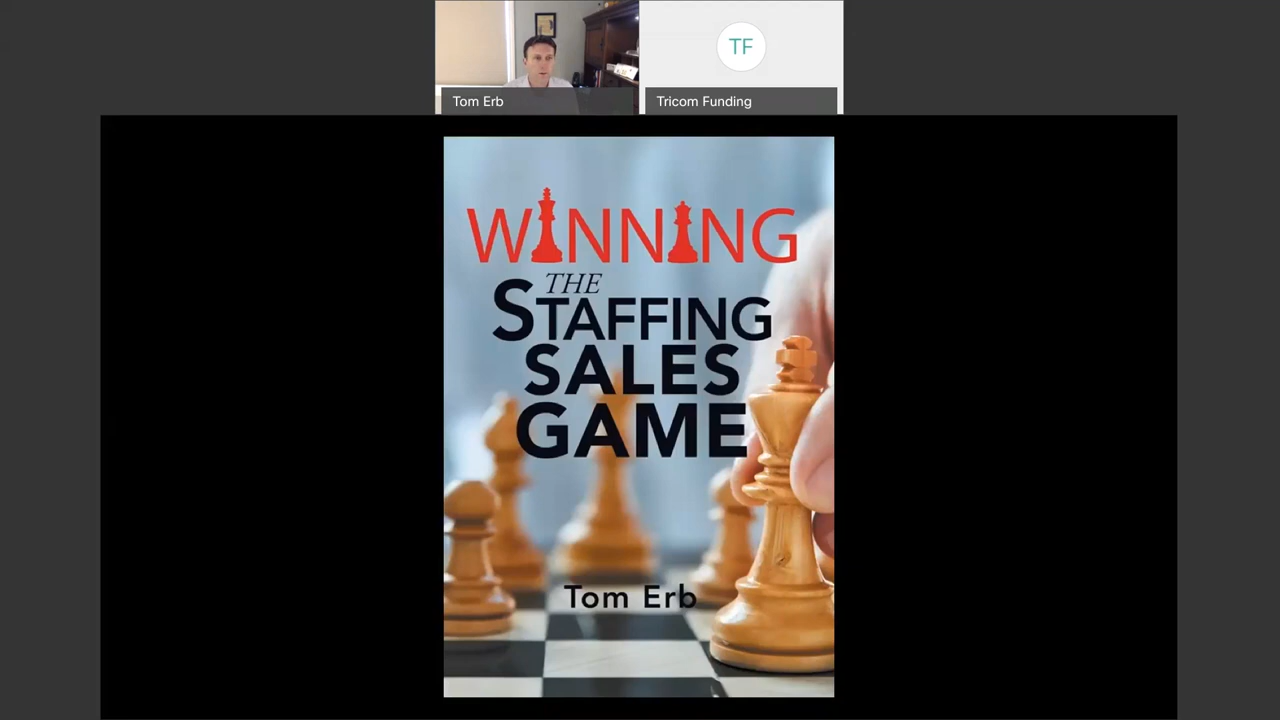 TF
Tom Erb
Tricom Funding
WINNING
THE
STAFFING
SALES
GAME
Tom Erb